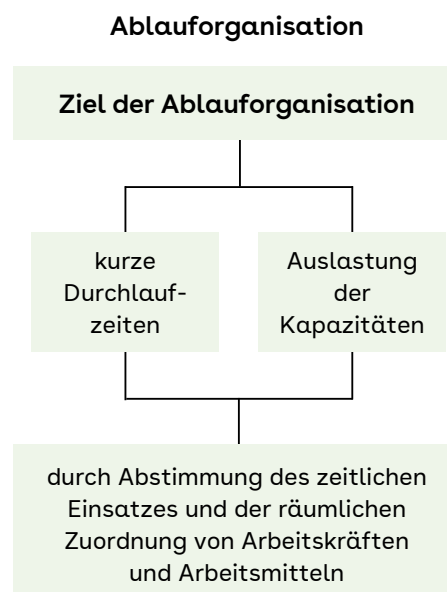 Ablauforganisation
Ziel der Ablauforganisation
kurze
Durchlauf-
zeiten
Auslastung
der
Kapazitäten
durch Abstimmung des zeitlichen
Einsatzes und der räumlichen
Zuordnung von Arbeitskräften
und Arbeitsmitteln